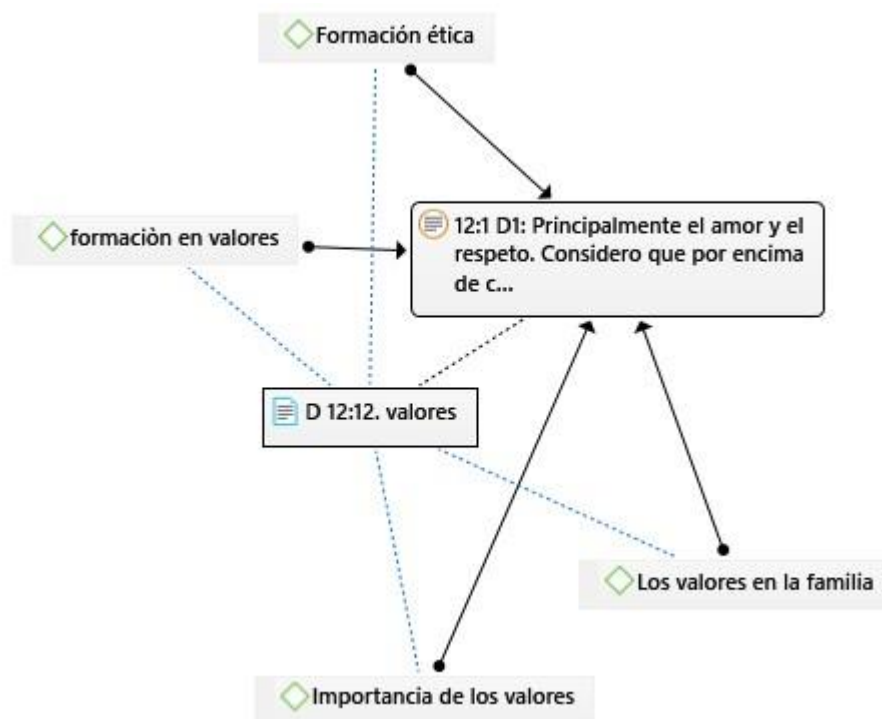 Formación ética
12:1 D1: Principalmente el amor y el
respeto. Considero que por encima
de c...
formaciòn en valores
D 12:12. valores
Los valores en la familia
Importancia de los valores